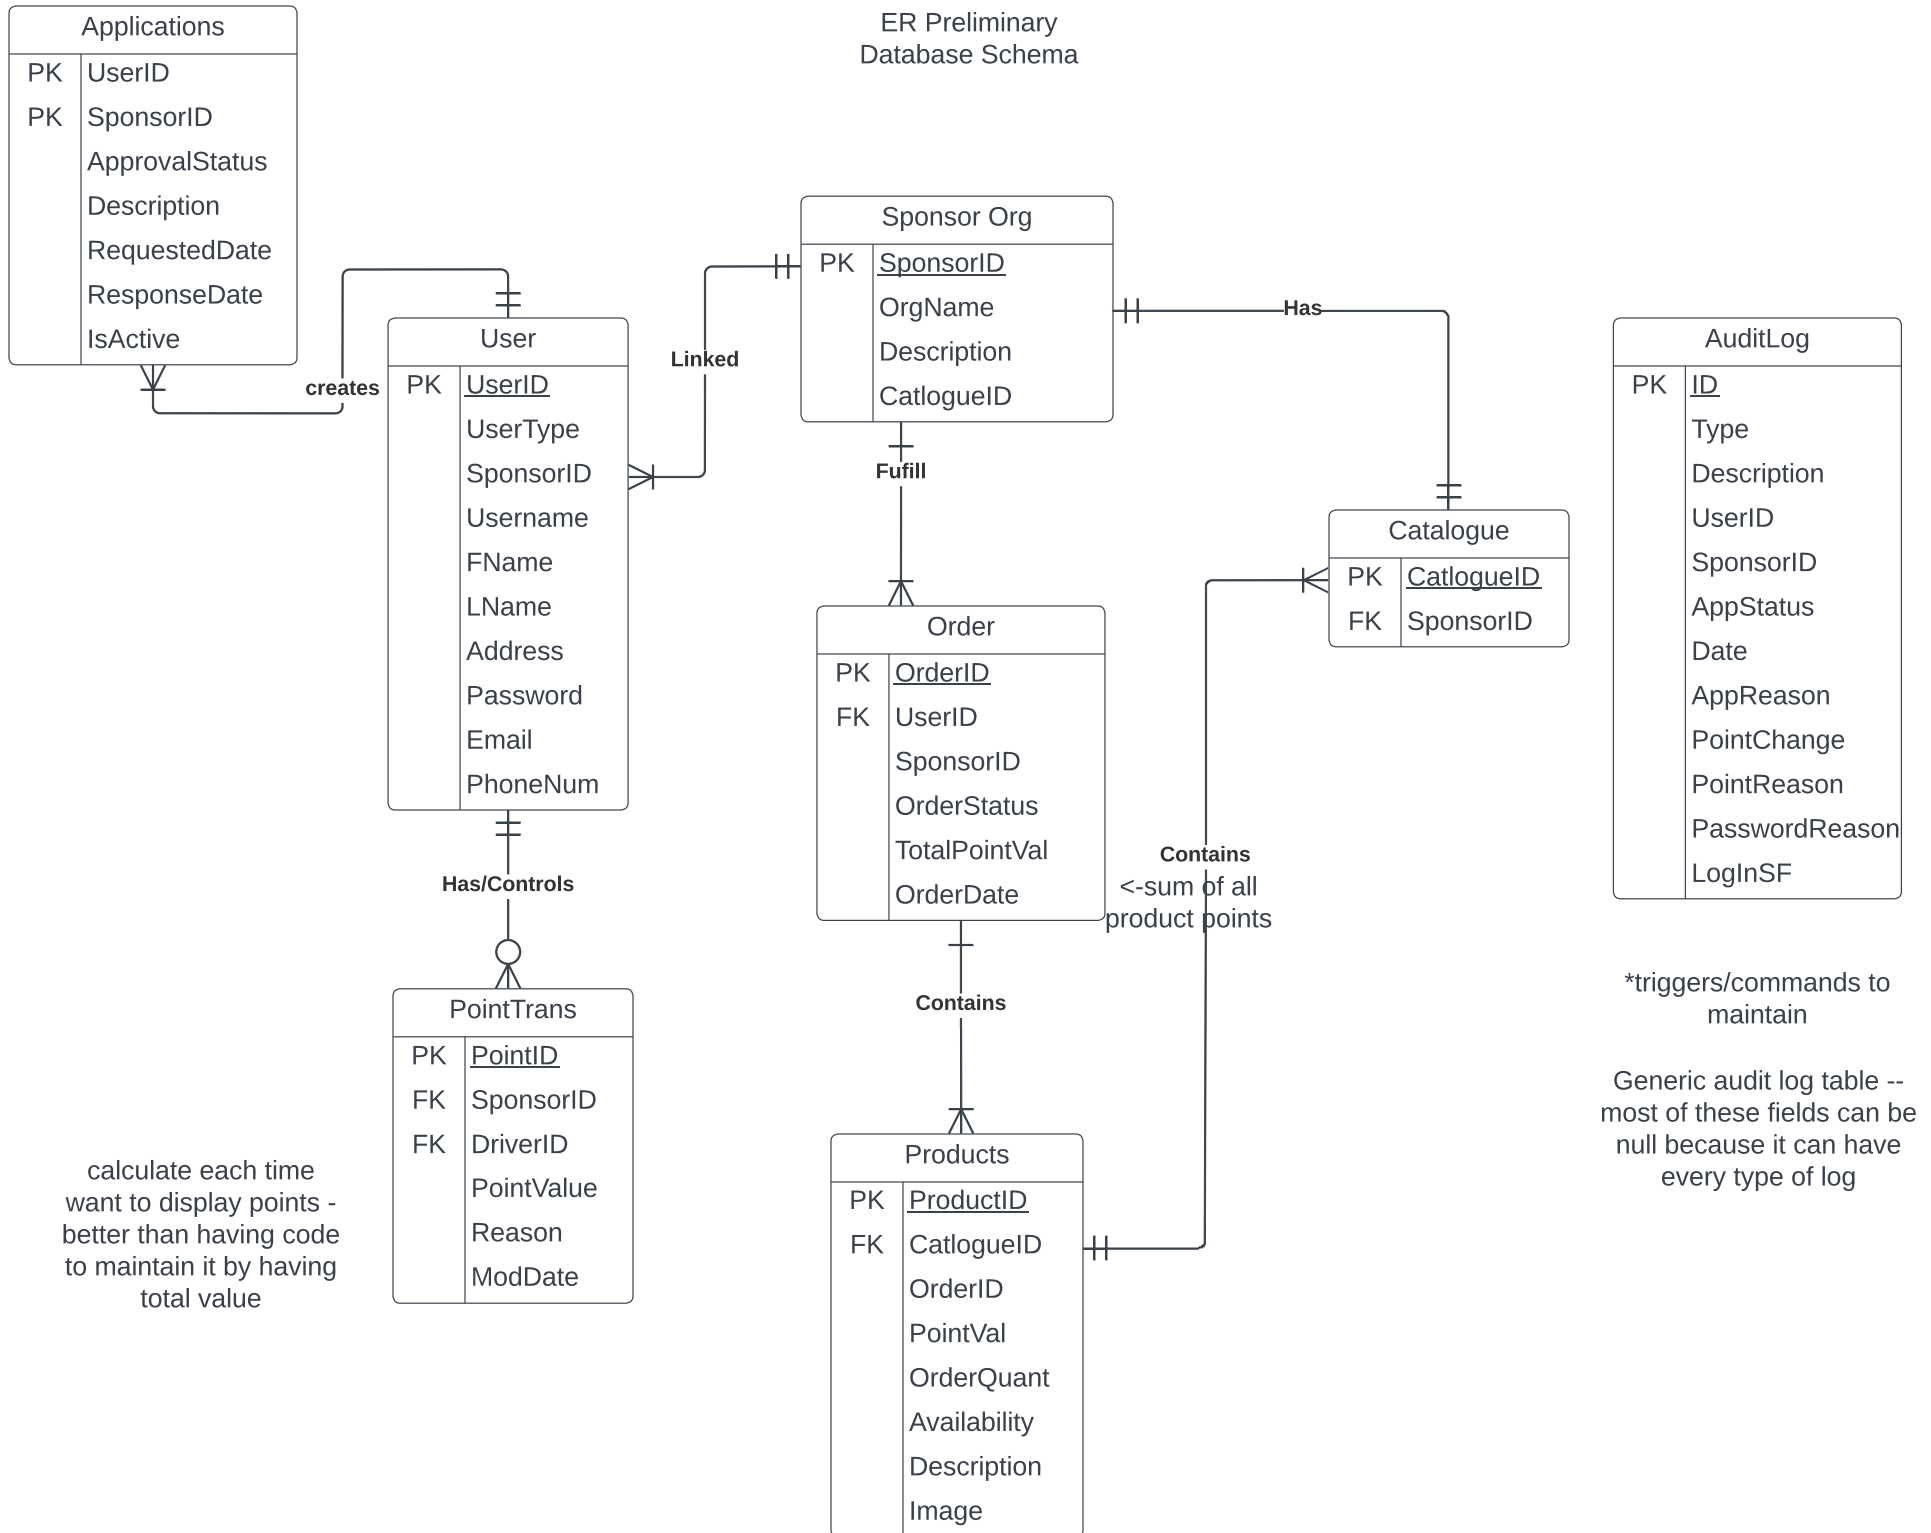 ER Preliminary
Database Schema
Applications
PK UserID
PK SponsorID
ApprovalStatus
Description
RequestedDate
ResponseDate
IsActive
creates
User
PK UserID
UserType
SponsorID
Username
FName
LName
Address
Password
Email
PhoneNum
Linked
Sponsor Org
PK SponsorID
OrgName
Description
CatlogueID
Has
Fufill
Catalogue
PK CatlogueID
FK SponsorID
AuditLog
PK ID
Type
Description
UserID
SponsorID
AppStatus
Date
AppReason
PointChange
PointReason
PasswordReason
LogInSF
Order
PK OrderID
FK UserID
SponsorID
OrderStatus
TotalPointVal
OrderDate
Contains
<-sum of all
product points
Has/Controls
Contains
PointTrans
PK PointID
FK SponsorID
FK DriverID
PointValue
Reason
ModDate
calculate each time
want to display points -
better than having code
to maintain it by having
total value
Products
PK ProductID
FK CatlogueID
OrderID
PointVal
OrderQuant
Availability
Description
Image
*triggers/commands to
maintain
Generic audit log table --
most of these fields can be
null because it can have
every type of log